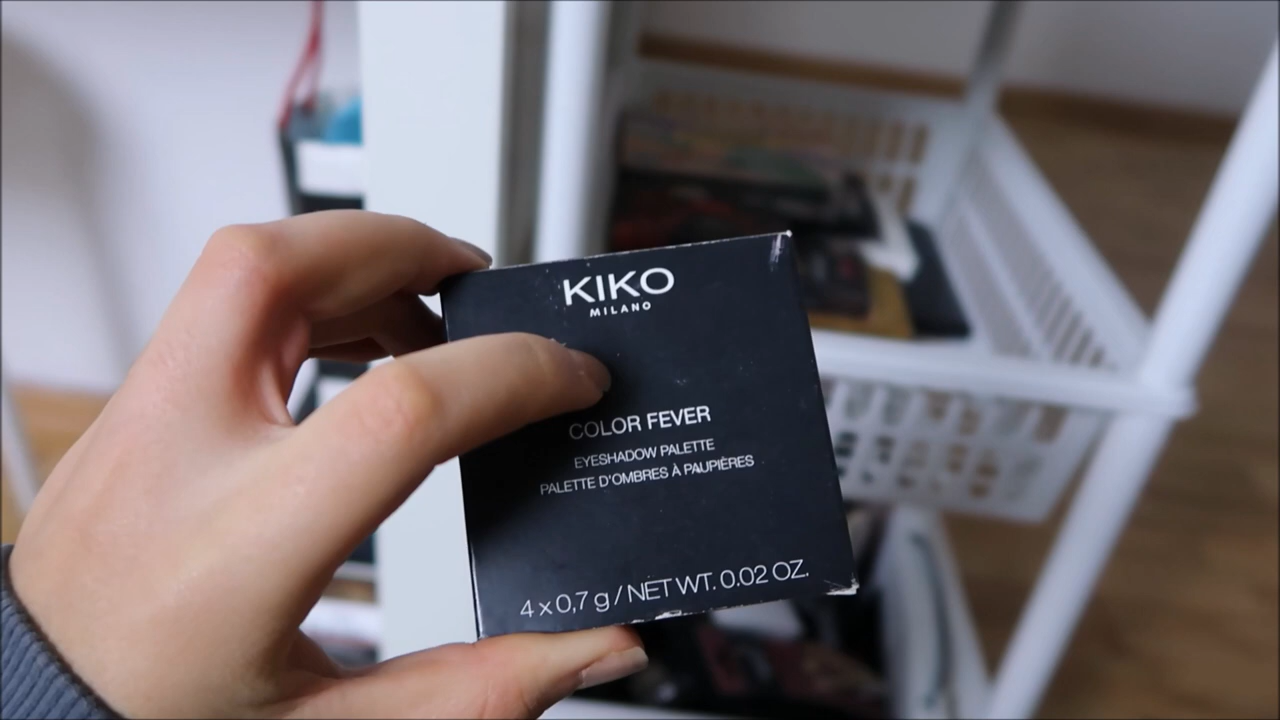 KIKO
MILANO
COLOR FEVER
EYESHADOW PALETTE
PALETTE D'OMBRES À PAUPIÈRES
4 x 0,7 g / NET WT. 0.02 OZ.